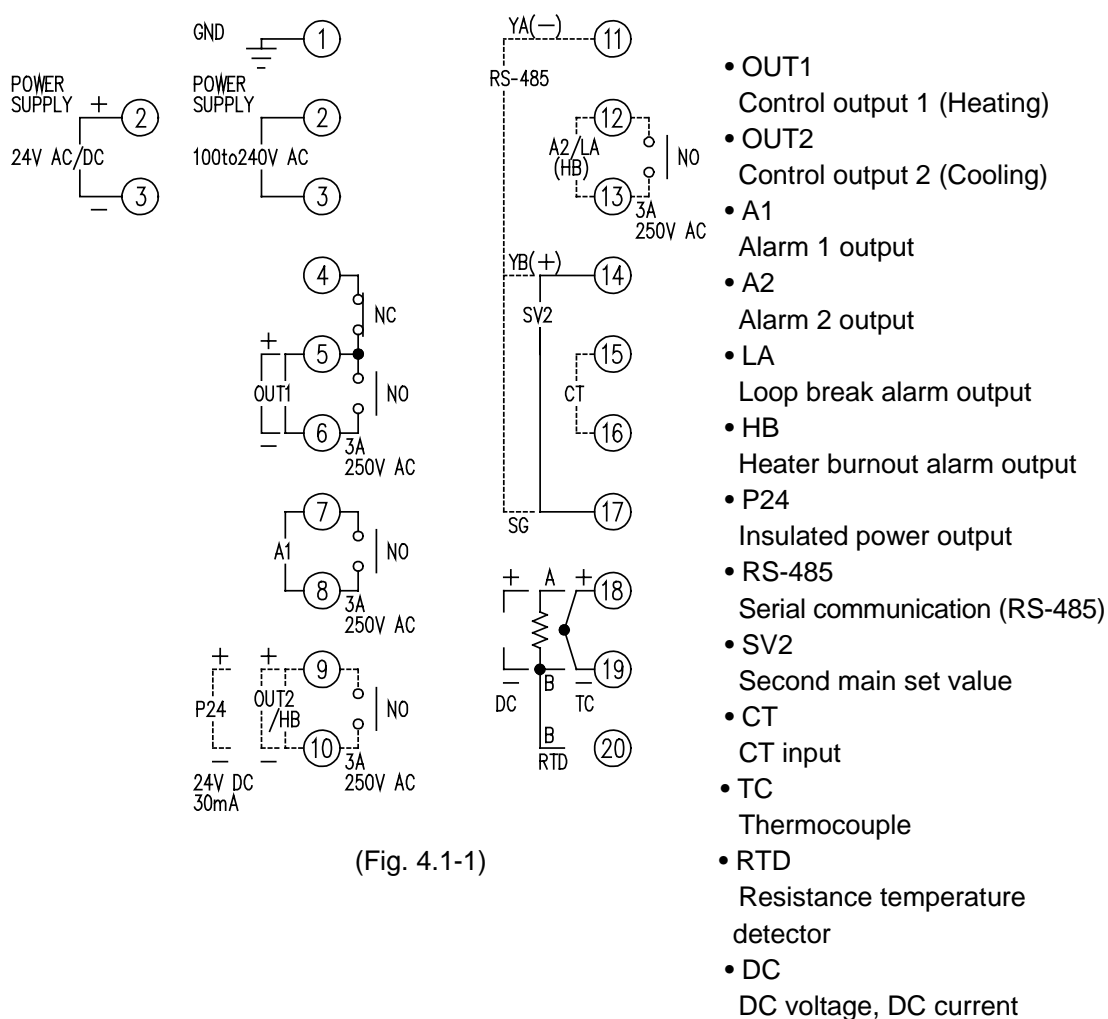 GND
1
POWER
SUPPLY
+
2
24V AC/DC
−
3
POWER
SUPPLY
2
100to240V AC
3
4
NC
+
5
OUT1
NO
−
6
3A
250V AC
7
A1
NO
8
3A
250V AC
+
+
9
P24
OUT2
/HB
NO
−
−
10
3A
250V AC
24V DC
30mA
YA(−)
11
RS-485
12
A2/LA
(HB)
NO
13
3A
250V AC
YB(+)
14
SV2
15
CT
16
17
SG
+
A
+
18
−
B
−
19
DC
TC
B
RTD
20
(Fig. 4.1-1)
• OUT1
Control output 1 (Heating)
• OUT2
Control output 2 (Cooling)
• A1
Alarm 1 output
• A2
Alarm 2 output
• LA
Loop break alarm output
• HB
Heater burnout alarm output
• P24
Insulated power output
• RS-485
Serial communication (RS-485)
• SV2
Second main set value
• CT
CT input
• TC
Thermocouple
• RTD
Resistance temperature
detector
• DC
DC voltage, DC current